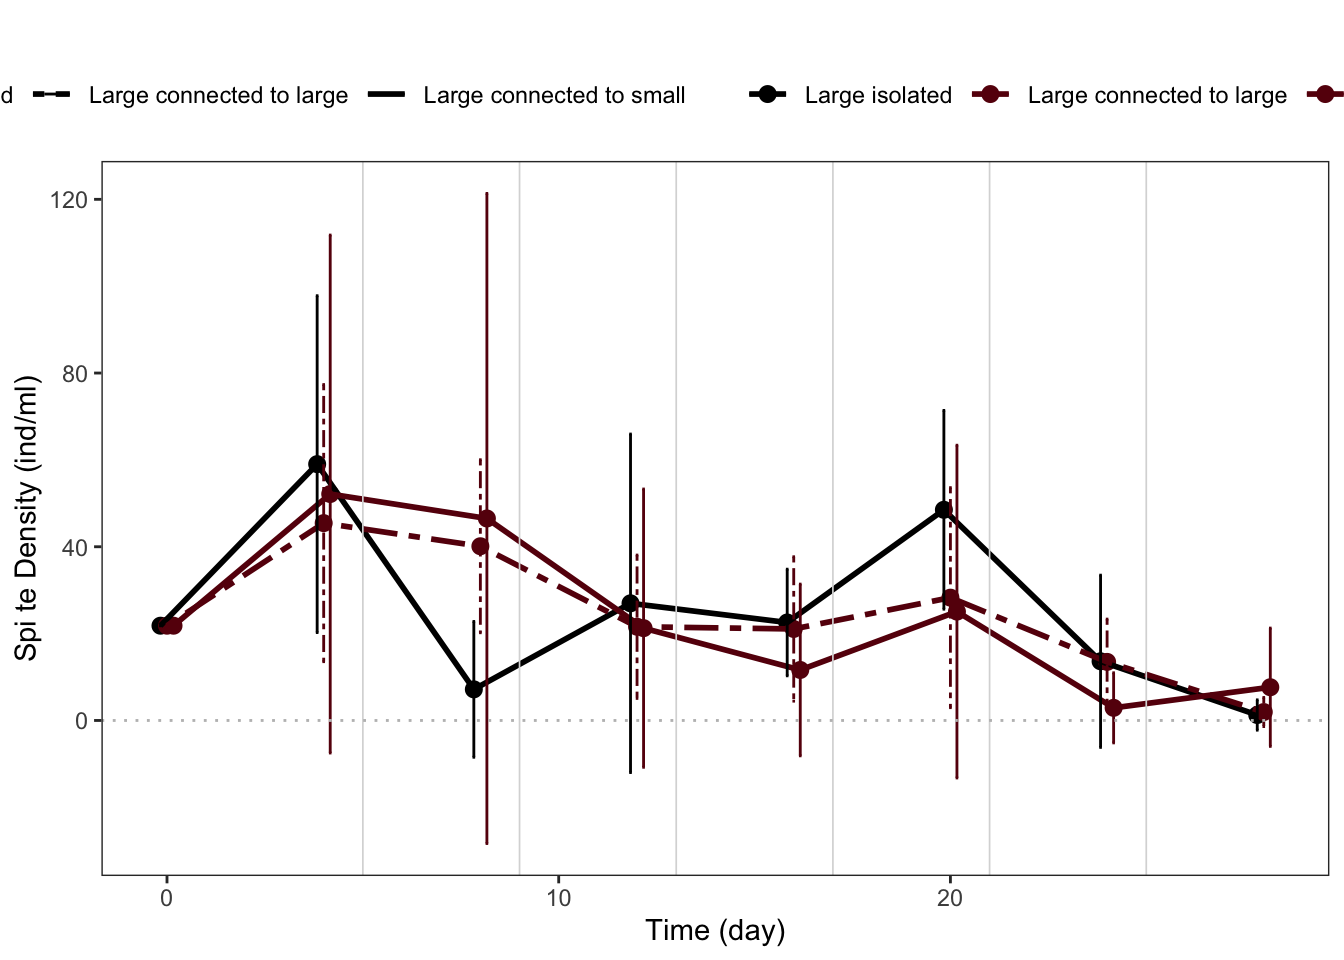 d Large connected to large Large connected to small Large isolated Large connected to large
120
80
40
0
Spi te Density (ind/ml)
0 10 20
Time (day)